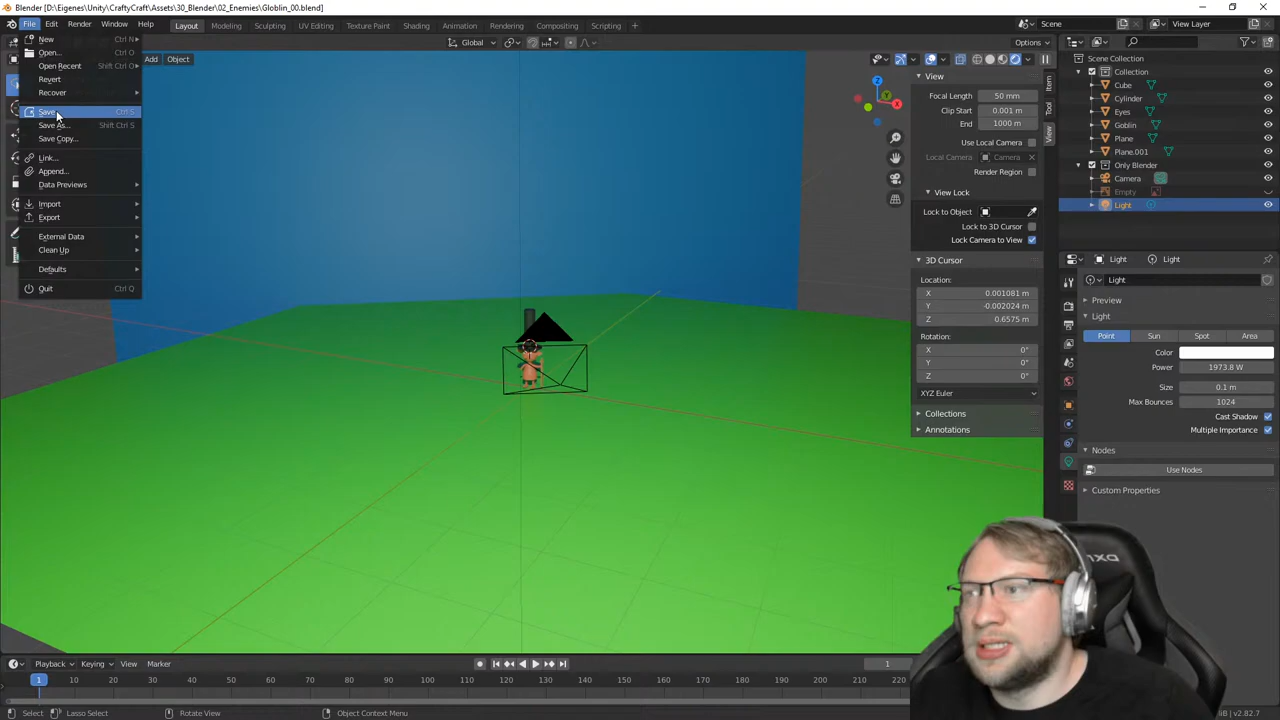 Blender [D:\Eigenes\Unity\CraftyCraft\Assets\30_Blender\02_Enemies\Globlin_00.blend]
File Edit Render Window Help Layout Modeling Sculpting UV Editing Texture Paint Shading Animation Rendering Compositing Scripting Scene View Layer
New Ctrl N
Open... Ctrl O
Open Recent Shift Ctrl O
Revert
Recover
Save Ctrl S
Save As... Shift Ctrl S
Save Copy...
Link...
Append...
Data Previews
Import
Export
External Data
Clean Up
Defaults
Quit Ctrl Q
Global Options
Add Object
View
Focal Length 50 mm
Clip Start 0.001 m
End 1000 m
Use Local Camera
Local Camera Camera
Render Region
View Lock
Lock to Object
Lock to 3D Cursor
Lock Camera to View
3D Cursor
Location:
X 0.001081 m
Y -0.002024 m
Z 0.6575 m
Rotation:
X 0°
Y 0°
Z 0°
XYZ Euler
Collections
Annotations
Item
Tool
View
Z
Y
X
Scene Collection
Collection
Cube
Cylinder
Eyes
Goblin
Plane
Plane.001
Only Blender
Camera
Empty
Light
Light Light
Light
Preview
Light
Point Sun Spot Area
Color
Power 1973.8 W
Size 0.1 m
Max Bounces 1024
Cast Shadow
Multiple Importance
Nodes
Use Nodes
Custom Properties
Playback Keying View Marker 1
1 10 20 30 40 50 60 70 80 90 100 110 120 130 140 150 160 170 180 190 200 210 220
Select Lasso Select Rotate View Object Context Menu v2.82.7